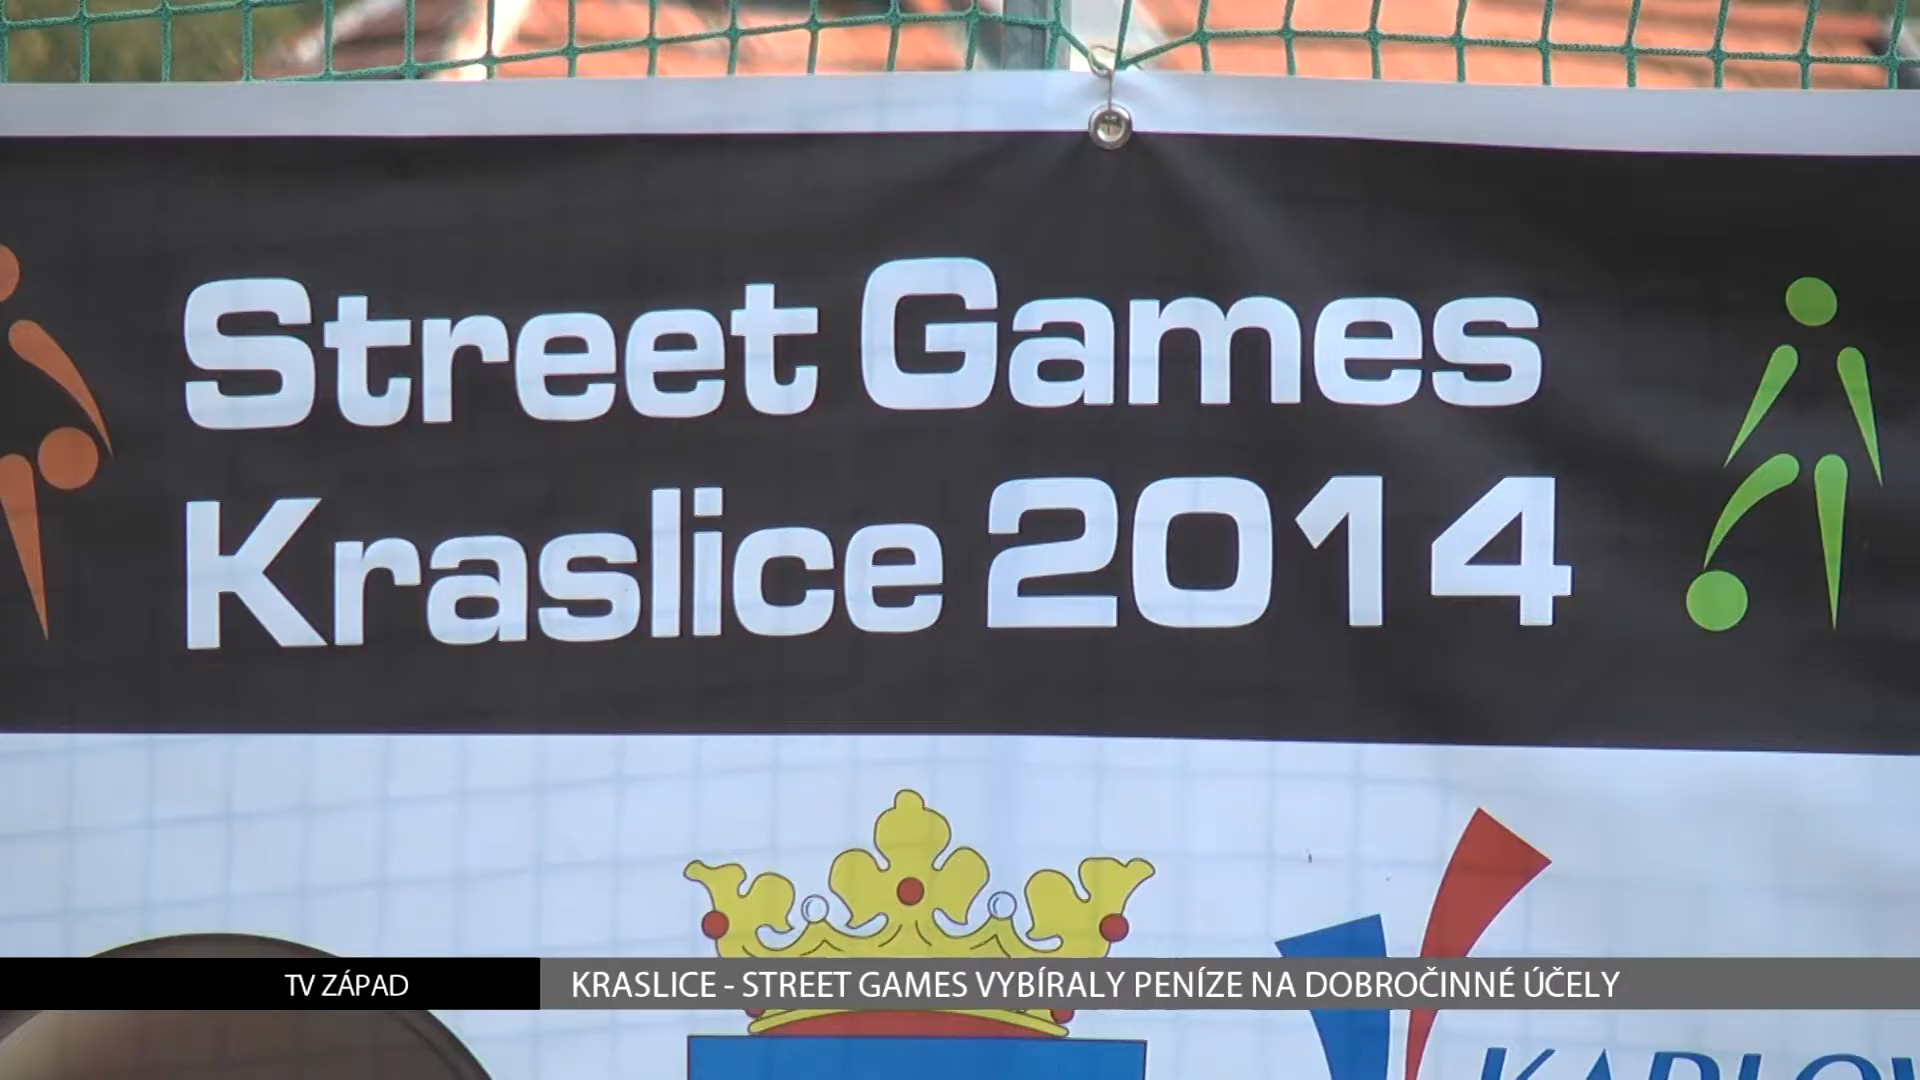 Street Games
Kraslice 2014
TV ZÁPAD
KRASLICE - STREET GAMES VYBÍRALY PENÍZE NA DOBROČINNÉ ÚČELY